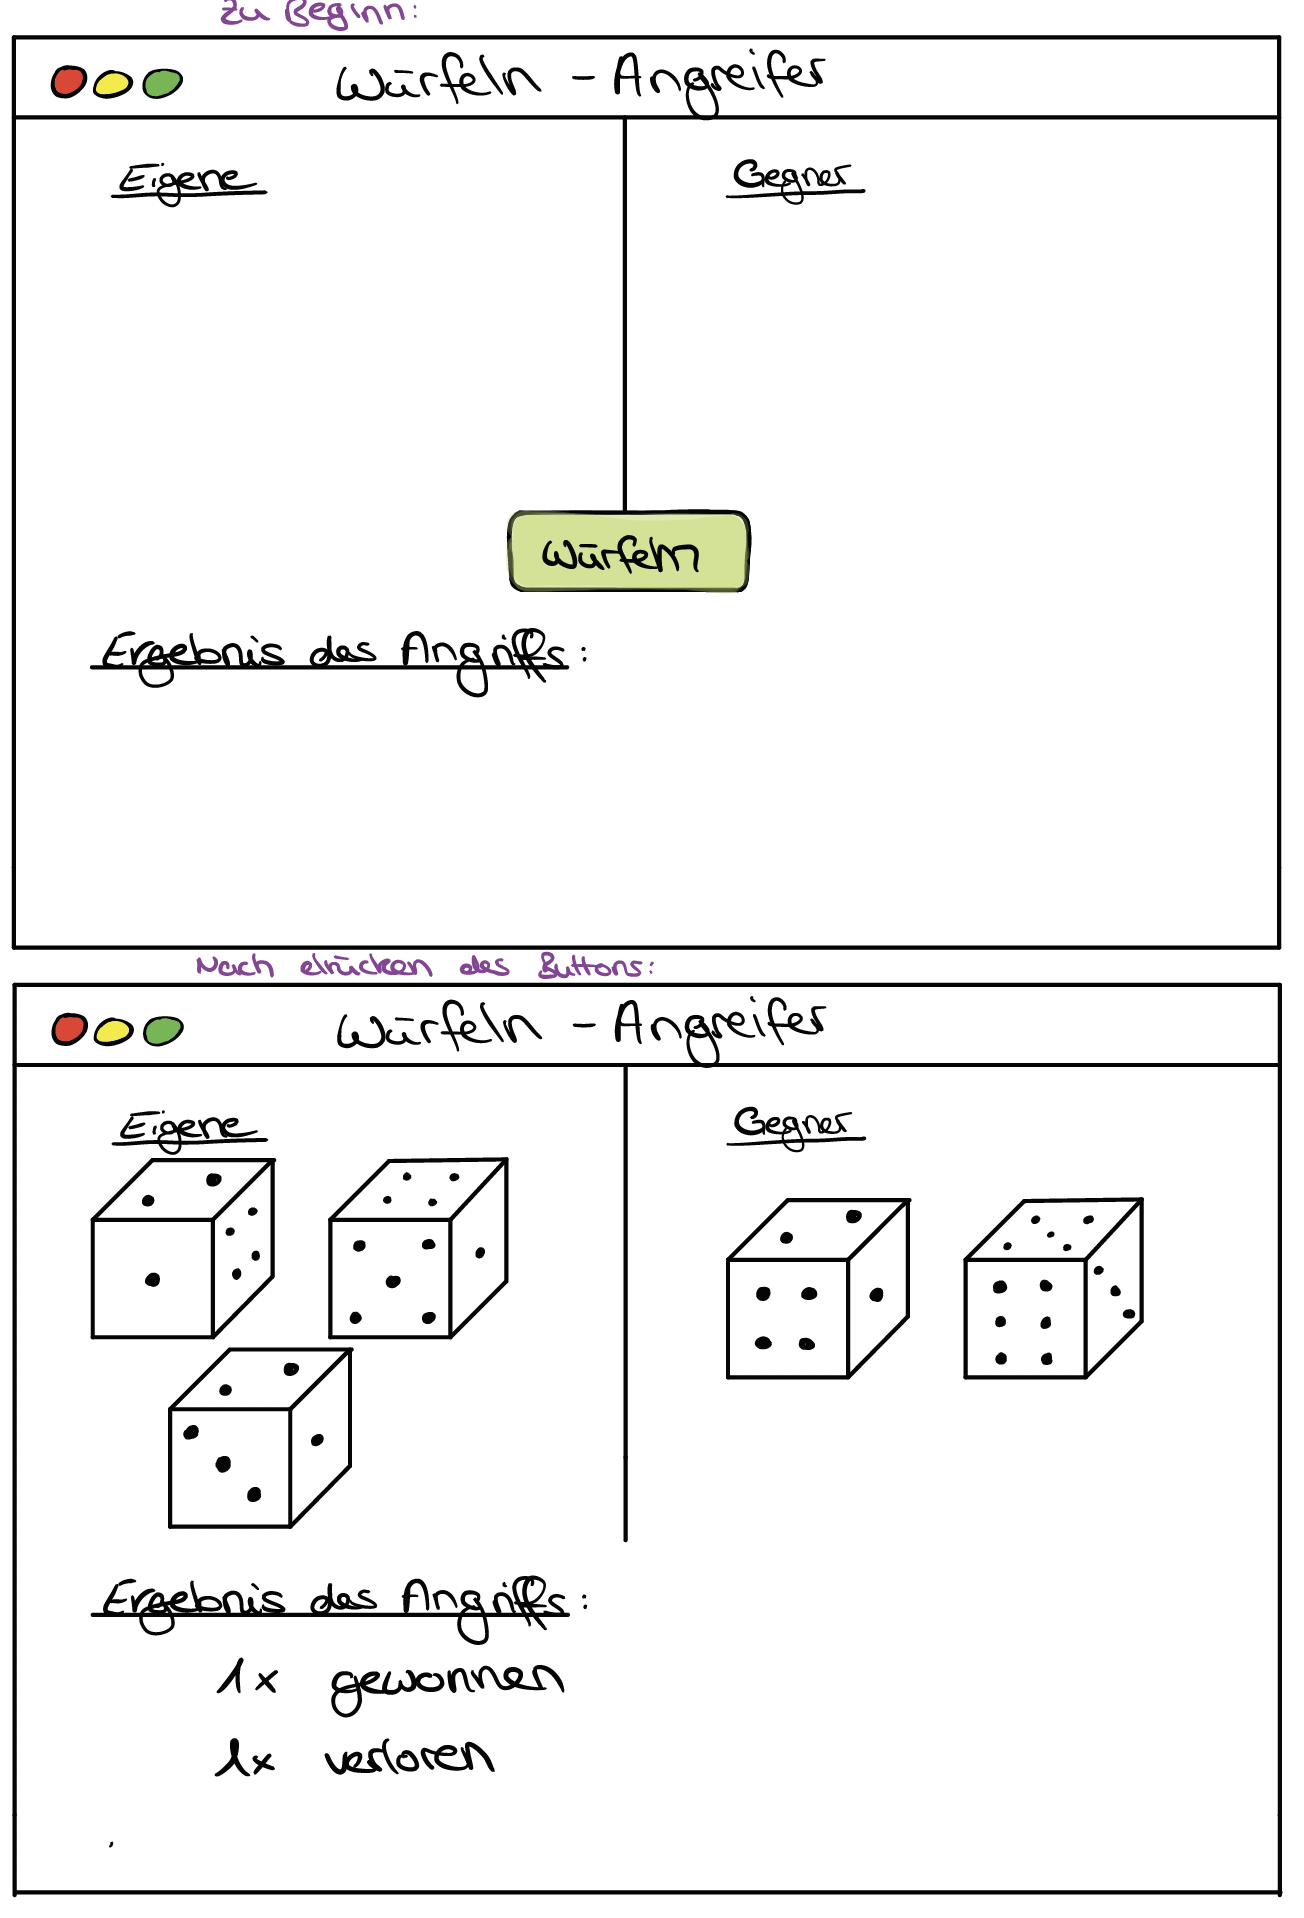 Zu Beginn:
Würfeln - Angreifer
Eigene
Gegner
Würfeln
Ergebnis des Angriffs:
Nach drücken des Buttons:
Würfeln - Angreifer
Eigene
Gegner
Ergebnis des Angriffs:
1x gewonnen
1x verloren